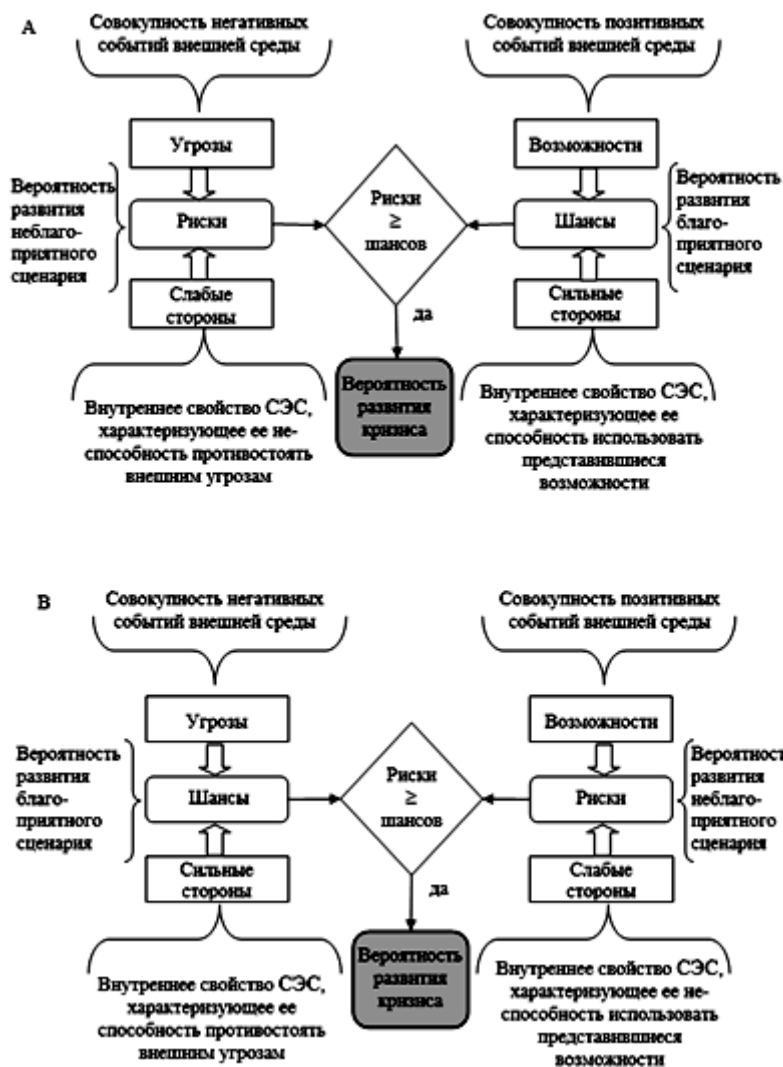 А
Совокупность негативных
событий внешней среды
Совокупность позитивных
событий внешней среды
Угрозы
Возможности
Вероятность
развития
неблаго-
приятного
сценария
Риски
Риски
≥
шансов
Шансы
Вероятность
развития
благо-
приятного
сценария
Слабые
стороны
Сильные
стороны
да
Внутреннее свойство СЭС,
характеризующее ее не-
способность противостоять
внешним угрозам
Вероятность
развития
кризиса
Внутреннее свойство СЭС,
характеризующее ее
способность использовать
представившиеся
возможности
В
Совокупность негативных
событий внешней среды
Совокупность позитивных
событий внешней среды
Угрозы
Возможности
Вероятность
развития
благо-
приятного
сценария
Шансы
Риски
≥
шансов
Риски
Вероятность
развития
неблаго-
приятного
сценария
Сильные
стороны
Слабые
стороны
да
Внутреннее свойство СЭС,
характеризующее ее
способность противостоять
внешним угрозам
Вероятность
развития
кризиса
Внутреннее свойство СЭС,
характеризующее ее не-
способность использовать
представившиеся
возможности